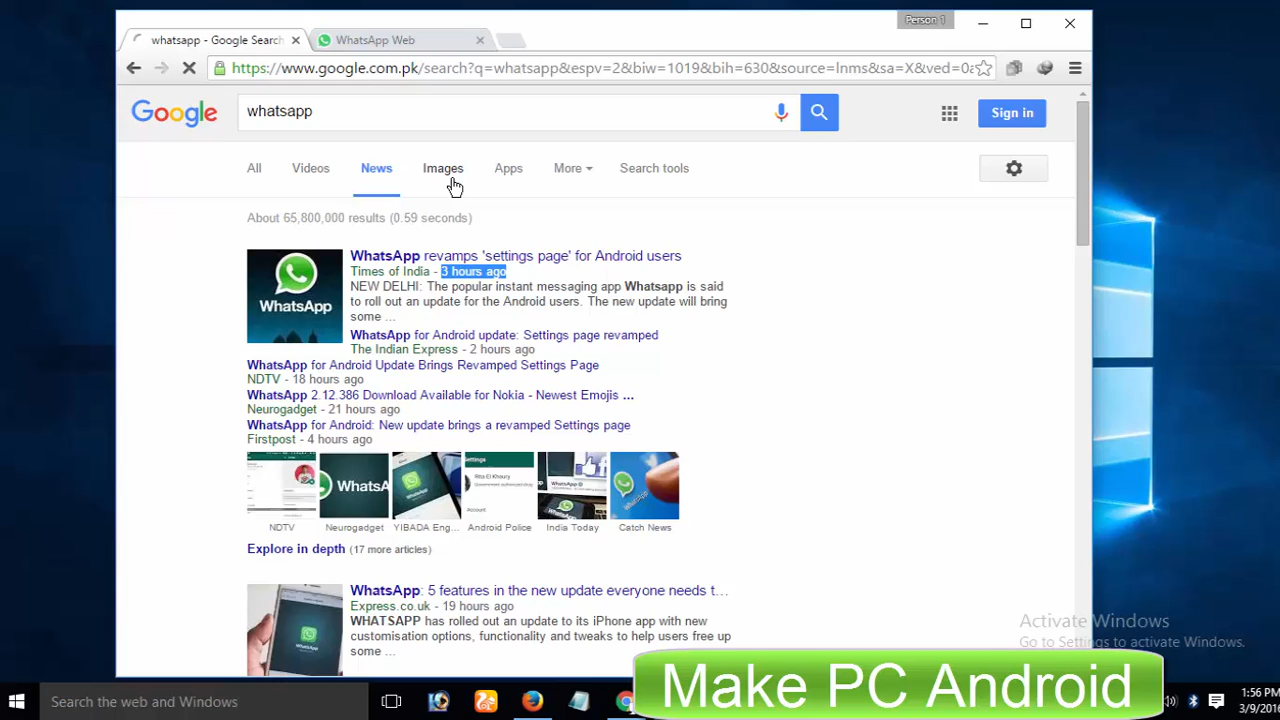 Person 1
whatsapp - Google Search
WhatsApp Web
https://www.google.com.pk/search?q=whatsapp&espv=2&biw=1019&bih=630&source=lnms&sa=X&ved=0a
Google
whatsapp
Sign in
All Videos News Images Apps More Search tools
About 65,800,000 results (0.59 seconds)
WhatsApp
WhatsApp revamps 'settings page' for Android users
Times of India - 3 hours ago
NEW DELHI: The popular instant messaging app Whatsapp is said
to roll out an update for the Android users. The new update will bring
some ...
WhatsApp for Android update: Settings page revamped
The Indian Express - 2 hours ago
WhatsApp for Android Update Brings Revamped Settings Page
NDTV - 18 hours ago
WhatsApp 2.12.386 Download Available for Nokia - Newest Emojis ...
Neurogadget - 21 hours ago
WhatsApp for Android: New update brings a revamped Settings page
Firstpost - 4 hours ago
NDTV Neurogadget YIBADA Eng... Android Police India Today Catch News
Explore in depth (17 more articles)
WhatsApp: 5 features in the new update everyone needs t...
Express.co.uk - 19 hours ago
WHATSAPP has rolled out an update to its iPhone app with new
customisation options, functionality and tweaks to help users free up
some ...
Activate Windows
Go to Settings to activate Windows.
Make PC Android
Search the web and Windows
1:56 PM
3/9/2016